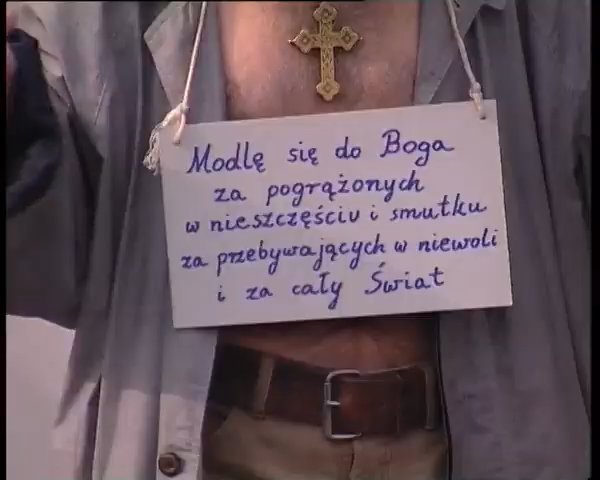 Modlę się do Boga
za pogrążonych
w nieszczęściu i smutku
za przebywających w niewoli
i za cały Świat